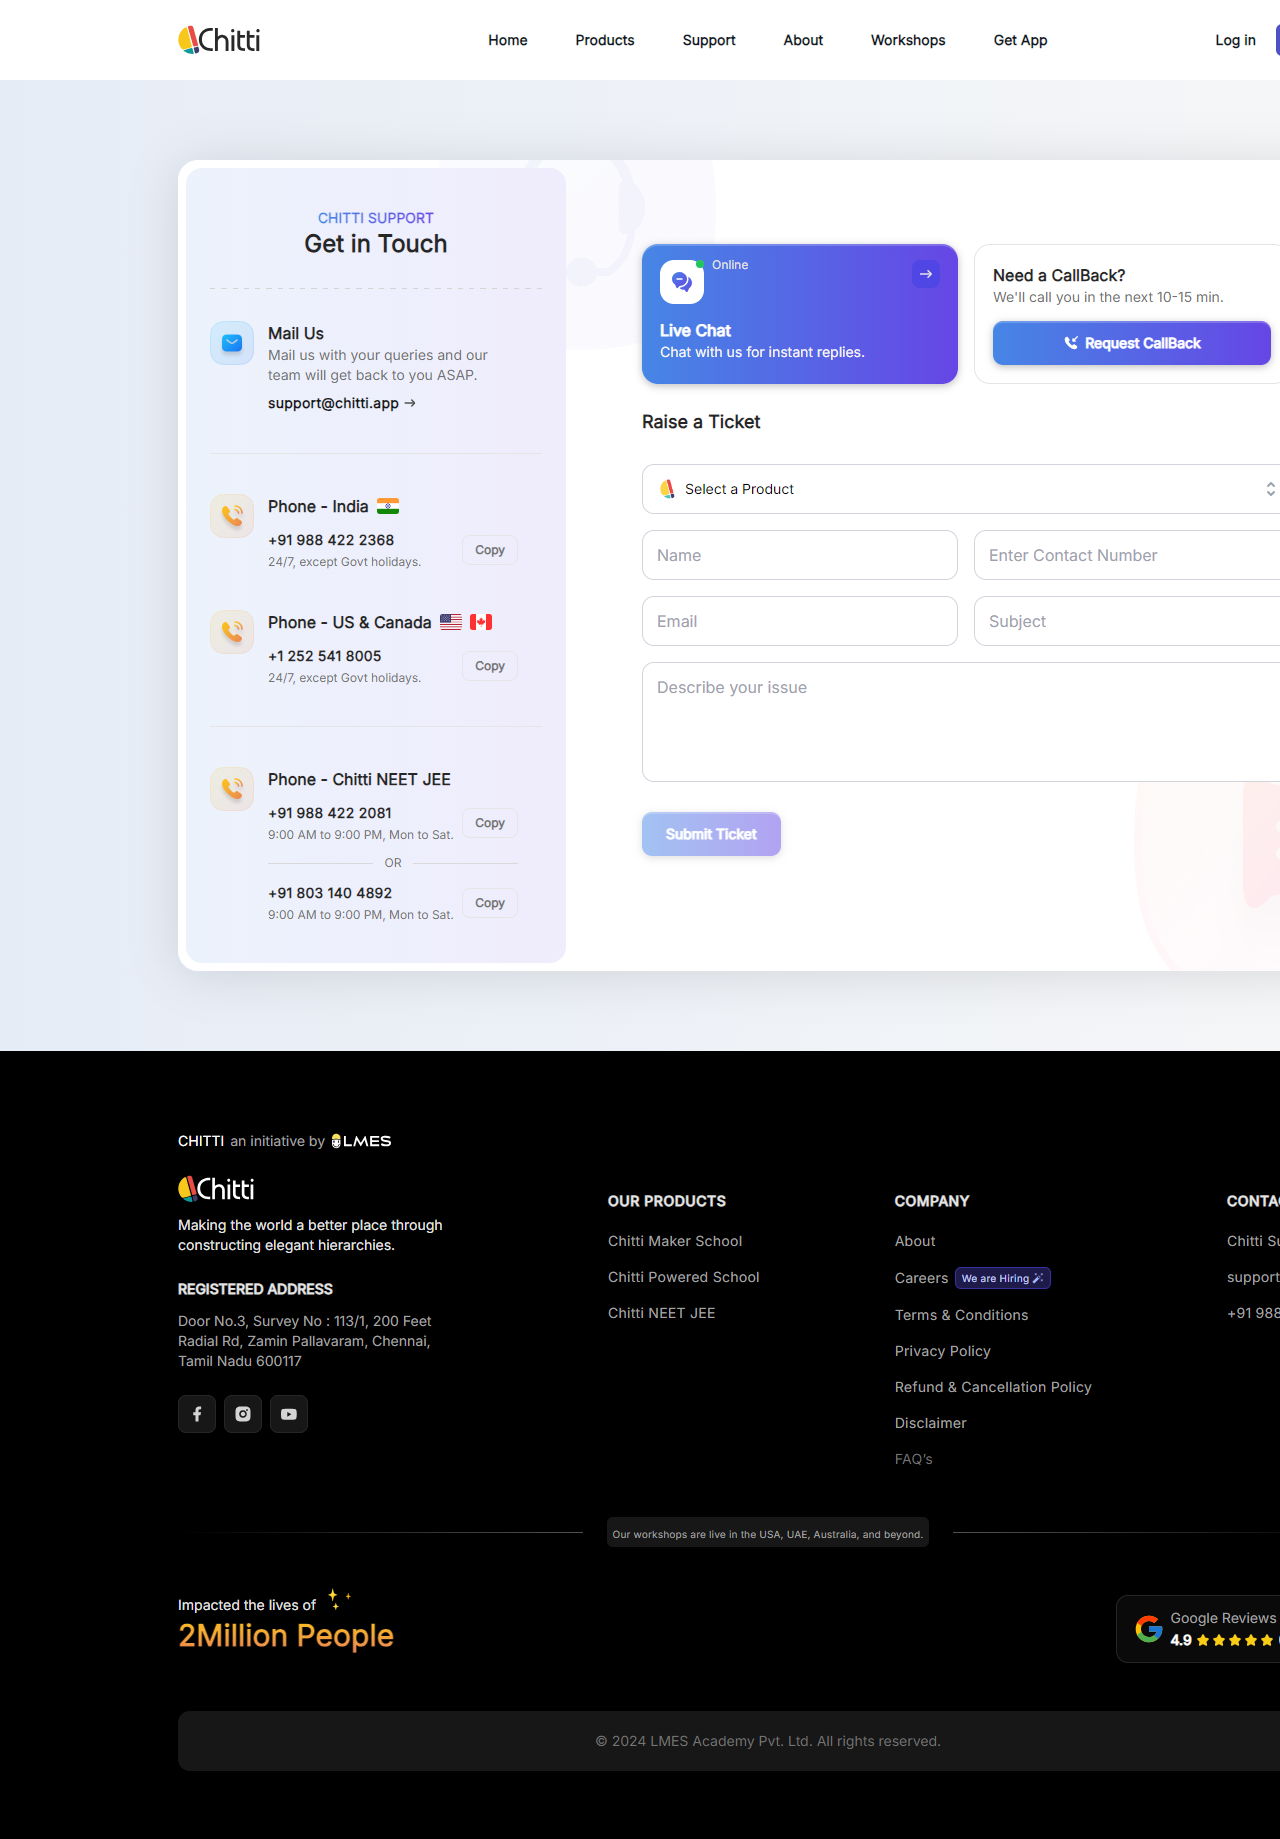 Chitti
Home
Products
Support
About
Workshops
Get App
Log in
CHITTI SUPPORT
Get in Touch
Mail Us
Mail us with your queries and our
team will get back to you ASAP.
support@chitti.app →
Phone - India
+91 988 422 2368
24/7, except Govt holidays.
Copy
Phone - US & Canada
+1 252 541 8005
24/7, except Govt holidays.
Copy
Phone - Chitti NEET JEE
+91 988 422 2081
9:00 AM to 9:00 PM, Mon to Sat.
Copy
OR
+91 803 140 4892
9:00 AM to 9:00 PM, Mon to Sat.
Copy
Online
Live Chat
Chat with us for instant replies.
Need a CallBack?
We'll call you in the next 10-15 min.
Request CallBack
Raise a Ticket
Select a Product
Name
Enter Contact Number
Email
Subject
Describe your issue
Submit Ticket
CHITTI an initiative by LMES
Chitti
Making the world a better place through
constructing elegant hierarchies.
REGISTERED ADDRESS
Door No.3, Survey No : 113/1, 200 Feet
Radial Rd, Zamin Pallavaram, Chennai,
Tamil Nadu 600117
OUR PRODUCTS
Chitti Maker School
Chitti Powered School
Chitti NEET JEE
COMPANY
About
Careers We are Hiring
Terms & Conditions
Privacy Policy
Refund & Cancellation Policy
Disclaimer
FAQ's
Chitti
support
+91 988
Our workshops are live in the USA, UAE, Australia, and beyond.
Impacted the lives of
2Million People
Google Reviews
4.9
© 2024 LMES Academy Pvt. Ltd. All rights reserved.